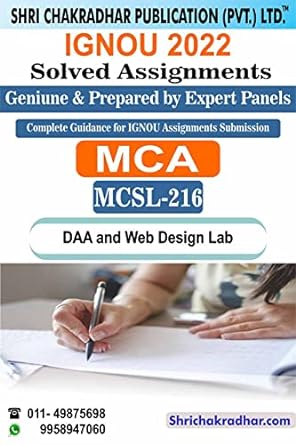 SHRI CHAKRADHAR PUBLICATION (PVT.) LTD.™
IGNOU 2022
Solved Assignments
Geniune & Prepared by Expert Panels
Complete Guidance for IGNOU Assignments Submission
MCA
MCSL-216
DAA and Web Design Lab
011- 49875698
9958947060
Shrichakradhar.com